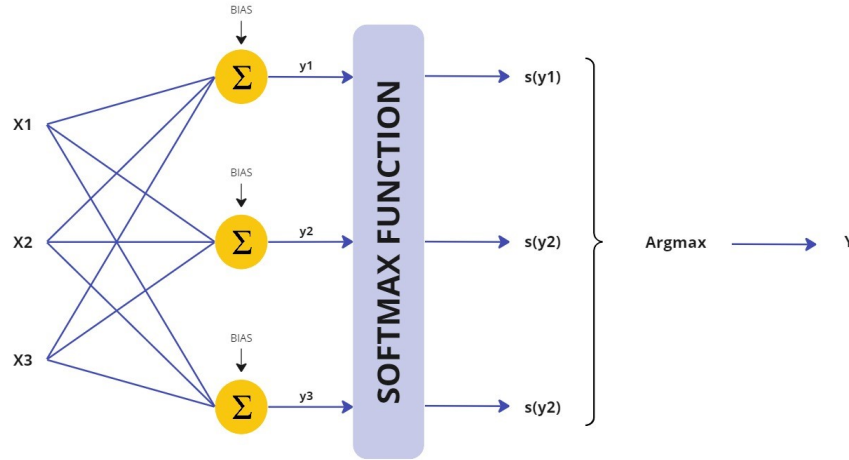 BIAS
Σ
y1
s(y1)
X1
BIAS
X2
Σ
y2
s(y2)
Argmax
Y
BIAS
X3
Σ
y3
s(y2)
SOFTMAX FUNCTION